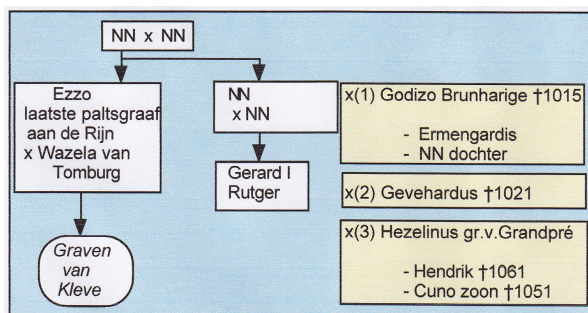 NN x NN
Ezzo
laatste paltsgraaf
aan de Rijn
x Wazela van
Tomburg
Graven
van
Kleve
NN
x NN
Gerard I
Rutger
x(1) Godizo Brunharige †1015
- Ermengardis
- NN dochter
x(2) Gevehardus †1021
x(3) Hezelinus gr.v.Grandpré
- Hendrik †1061
- Cuno zoon †1051